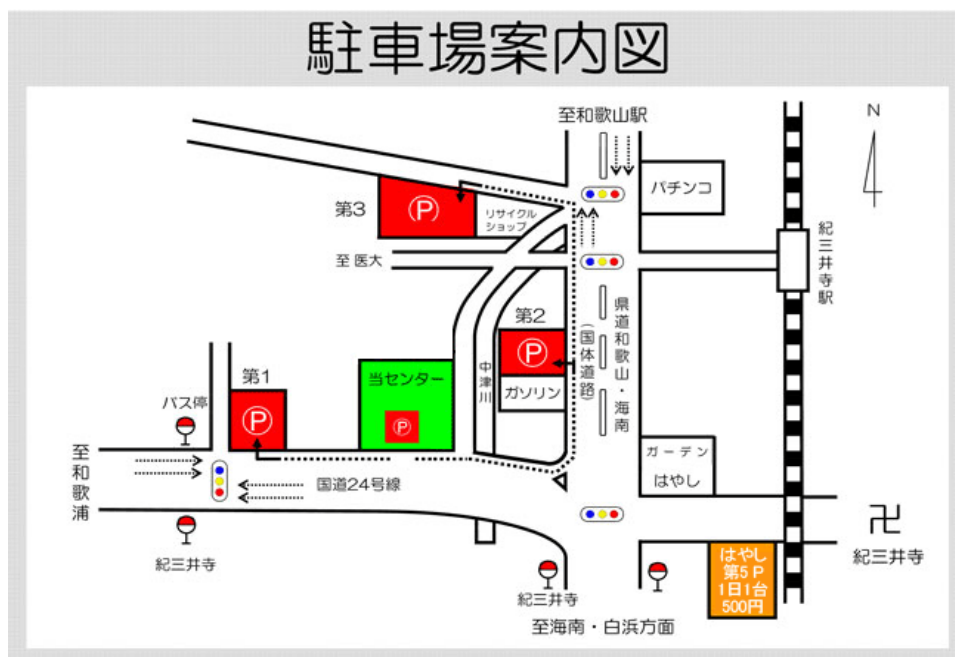 駐車場案内図
至和歌山駅
N
パチンコ
第3
P
リサイクル
ショップ
至 医大
紀三井寺駅
第2
P
ガソリン
県道和歌山・海南
(国体道路)
中津川
当センター
P
第1
P
バス停
至和歌浦
国道24号線
ガーデン
はやし
紀三井寺
紀三井寺
卍
紀三井寺
はやし
第5 P
1日1台
500円
至海南・白浜方面